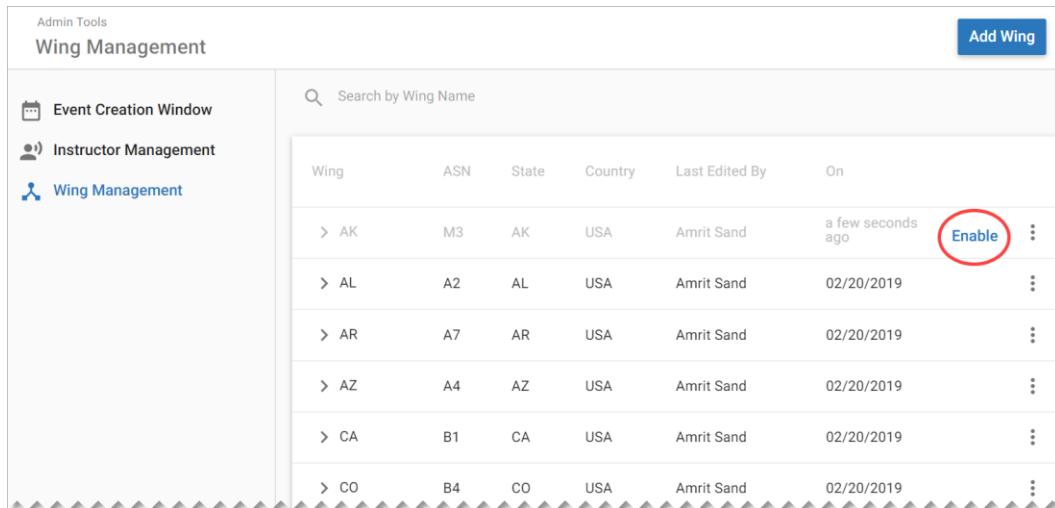 Admin Tools
Wing Management
Add Wing
Event Creation Window
Instructor Management
Wing Management
Search by Wing Name
Wing ASN State Country Last Edited By On
AK M3 AK USA Amrit Sand a few seconds ago Enable
AL A2 AL USA Amrit Sand 02/20/2019
AR A7 AR USA Amrit Sand 02/20/2019
AZ A4 AZ USA Amrit Sand 02/20/2019
CA B1 CA USA Amrit Sand 02/20/2019
CO B4 CO USA Amrit Sand 02/20/2019